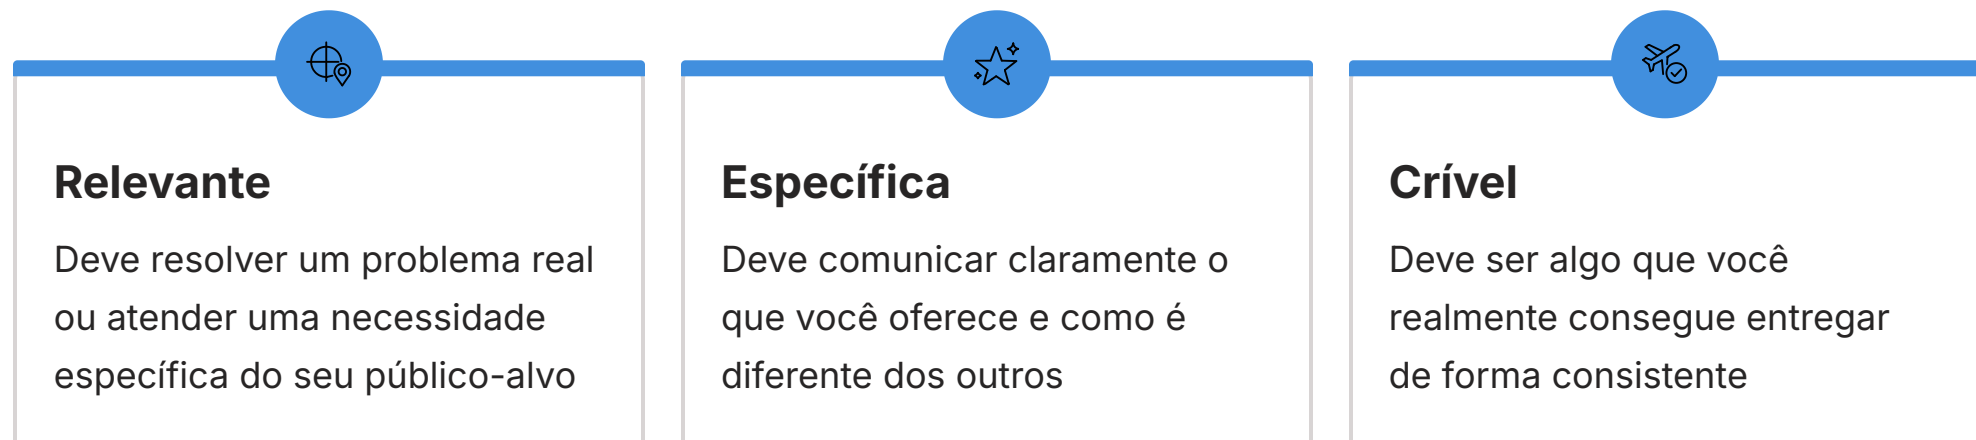 Relevante
Deve resolver um problema real
ou atender uma necessidade
específica do seu público-alvo
Específica
Deve comunicar claramente o
que você oferece e como é
diferente dos outros
Crível
Deve ser algo que você
realmente consegue entregar
de forma consistente